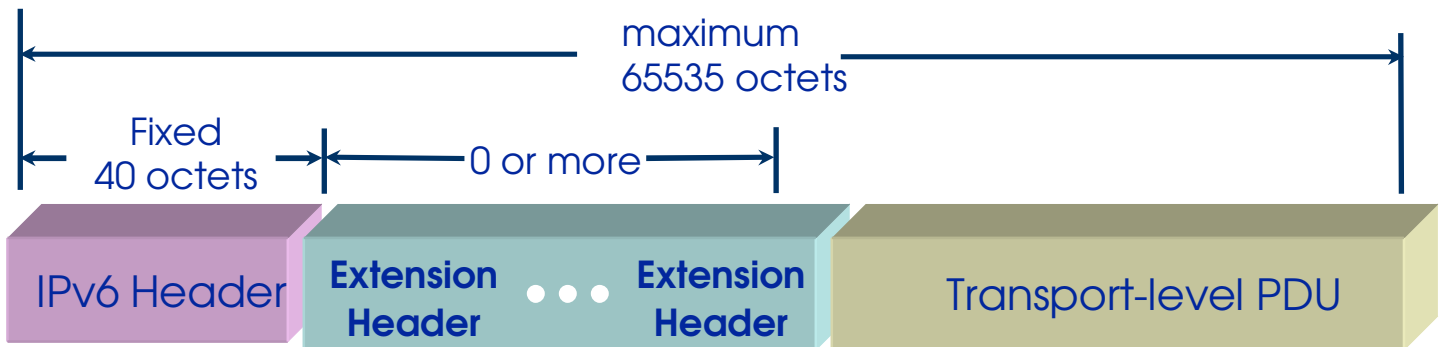 maximum
65535 octets
Fixed
40 octets
0 or more
IPv6 Header
Extension
Header
Extension
Header
Transport-level PDU